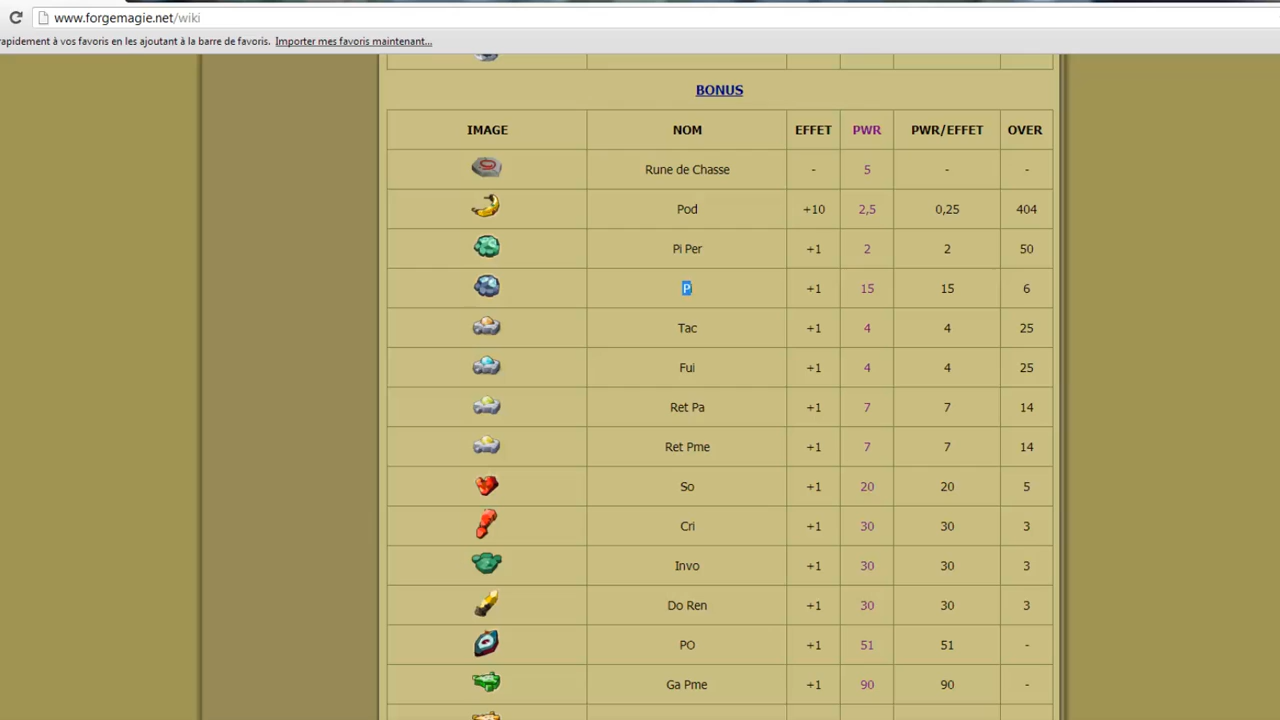 www.forgemagie.net/wiki
rapidement à vos favoris en les ajoutant à la barre de favoris. Importer mes favoris maintenant...
BONUS
IMAGE NOM EFFET PWR PWR/EFFET OVER
Rune de Chasse - 5 - -
Pod +10 2,5 0,25 404
Pi Per +1 2 2 50
P +1 15 15 6
Tac +1 4 4 25
Fui +1 4 4 25
Ret Pa +1 7 7 14
Ret Pme +1 7 7 14
So +1 20 20 5
Cri +1 30 30 3
Invo +1 30 30 3
Do Ren +1 30 30 3
PO +1 51 51 -
Ga Pme +1 90 90 -